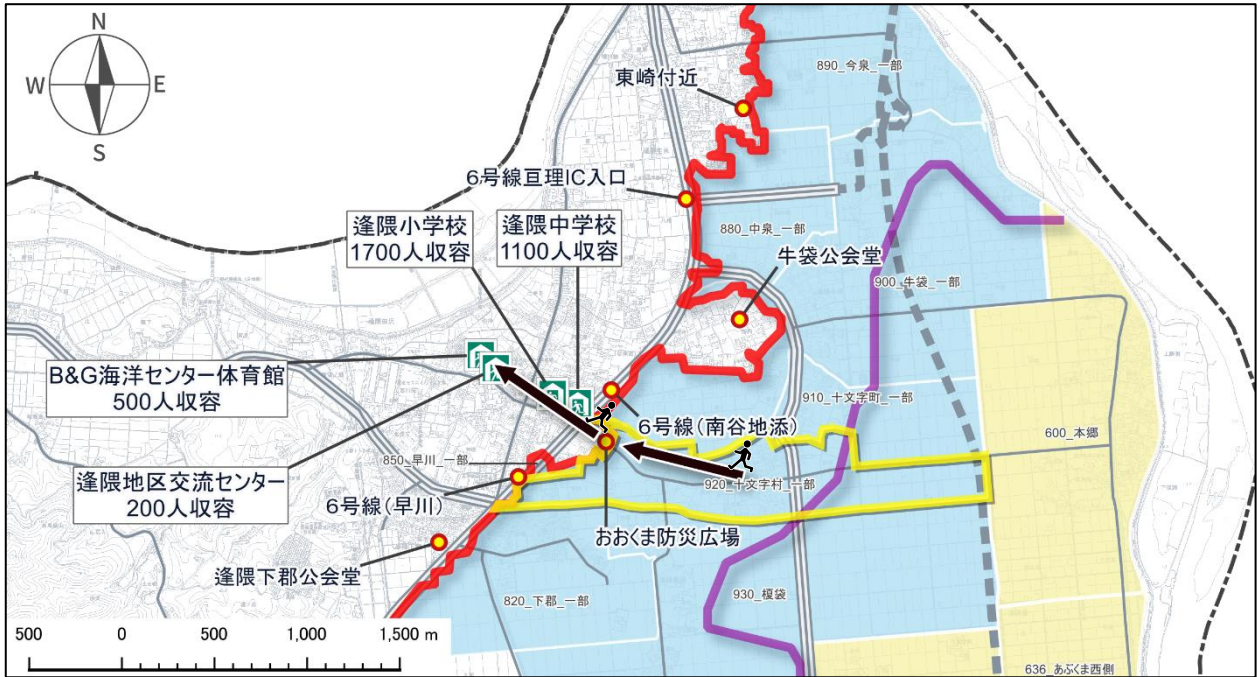 N
W
E
S
890_今泉_一部
東崎付近
6号線亘理IC入口
逢隈小学校
1700人収容
逢隈中学校
1100人収容
880_中泉_一部
牛袋公会堂
900_牛袋_一部
B&G海洋センター体育館
500人収容
910_十文字町_一部
6号線(南谷地添)
600_本郷
850_早川_一部
逢隈地区交流センター
200人収容
6号線(早川)
920_十文字村_一部
おおくま防災広場
逢隈下郡公会堂
820_下郡_一部
930_榎袋
500 0 500 1,000 1,500 m
636_あぶくま西側